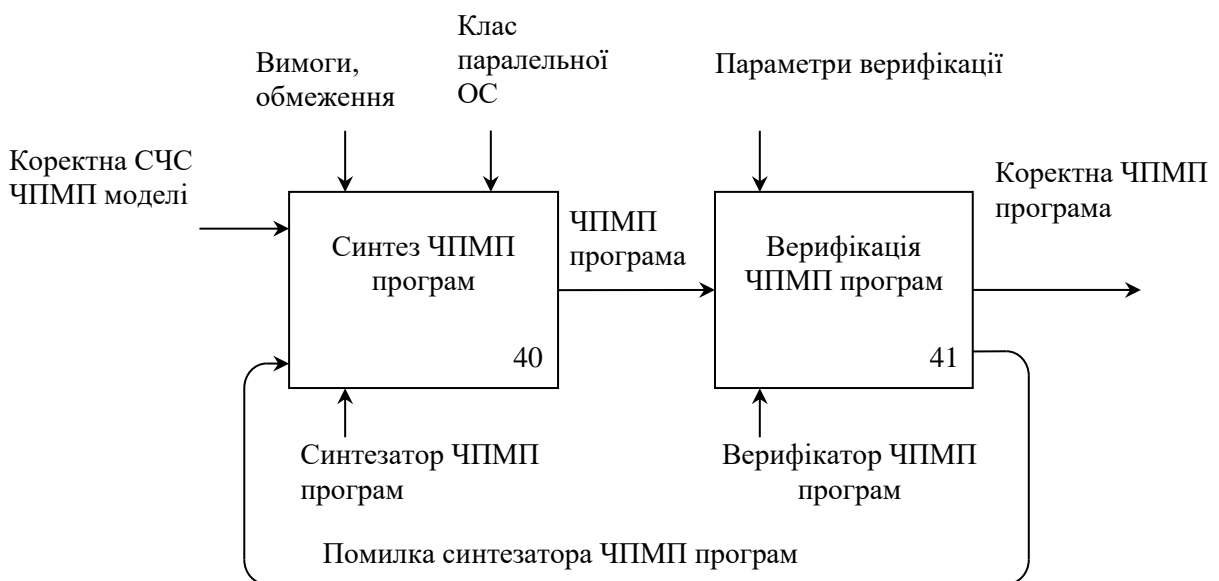 Клас
паралельної
ОС
Вимоги,
обмеження
Параметри верифікації
Коректна СЧС
ЧПМП моделі
Коректна ЧПМП
програма
Синтез ЧПМП
програм
40
ЧПМП
програма
Верифікація
ЧПМП програм
41
Синтезатор ЧПМП
програм
Верифікатор ЧПМП
програм
Помилка синтезатора ЧПМП програм